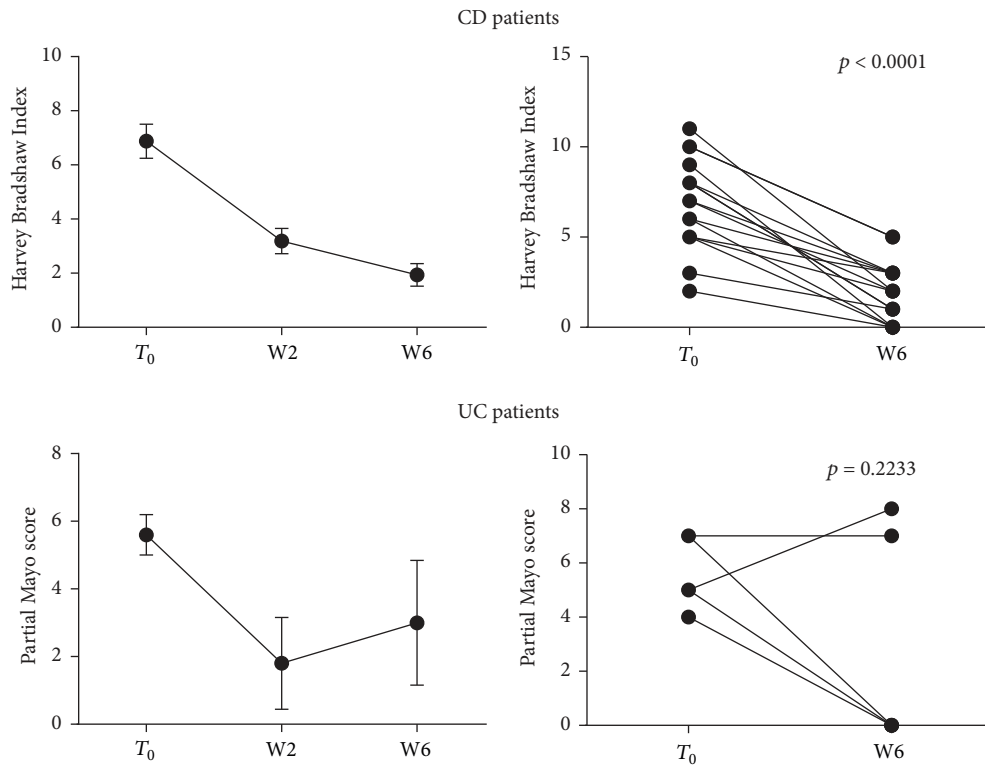 CD patients
Harvey Bradshaw Index
10
8
6
4
2
0
T0
W2
W6
Harvey Bradshaw Index
15
10
5
0
p < 0.0001
T0
W6
UC patients
Partial Mayo score
8
6
4
2
0
T0
W2
W6
Partial Mayo score
10
8
6
4
2
0
p = 0.2233
T0
W6